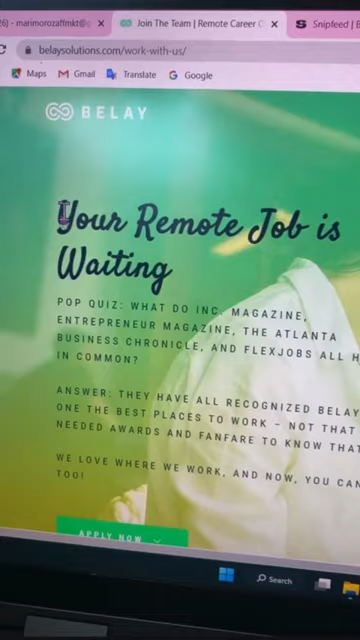 26) - marimorozaffmkt@g
Join The Team | Remote Career O
Snipfeed | B
belaysolutions.com/work-with-us/
Maps
Gmail
Translate
Google
BELAY
Your Remote Job is
Waiting
POP QUIZ: WHAT DO INC. MAGAZINE,
ENTREPRENEUR MAGAZINE, THE ATLANTA
BUSINESS CHRONICLE, AND FLEXJOBS ALL H
IN COMMON?
ANSWER: THEY HAVE ALL RECOGNIZED BELAY
ONE THE BEST PLACES TO WORK – NOT THAT
NEEDED AWARDS AND FANFARE TO KNOW THAT
WE LOVE WHERE WE WORK, AND NOW, YOU CAN
TOO!
APPLY NOW
Search